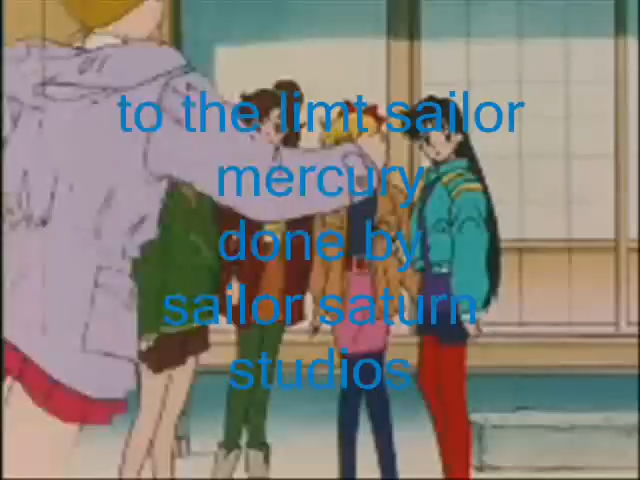 to the limt sailor
mercury
done by
sailor saturn
studios